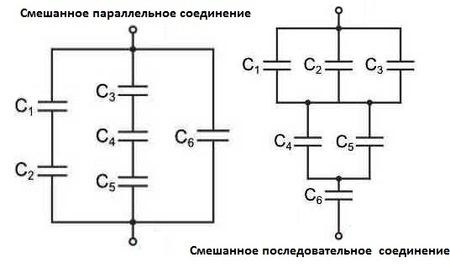 Смешанное параллельное соединение
C1
C2
C3
C4
C5
C6
C1
C2
C3
C4
C5
C6
Смешанное последовательное соединение